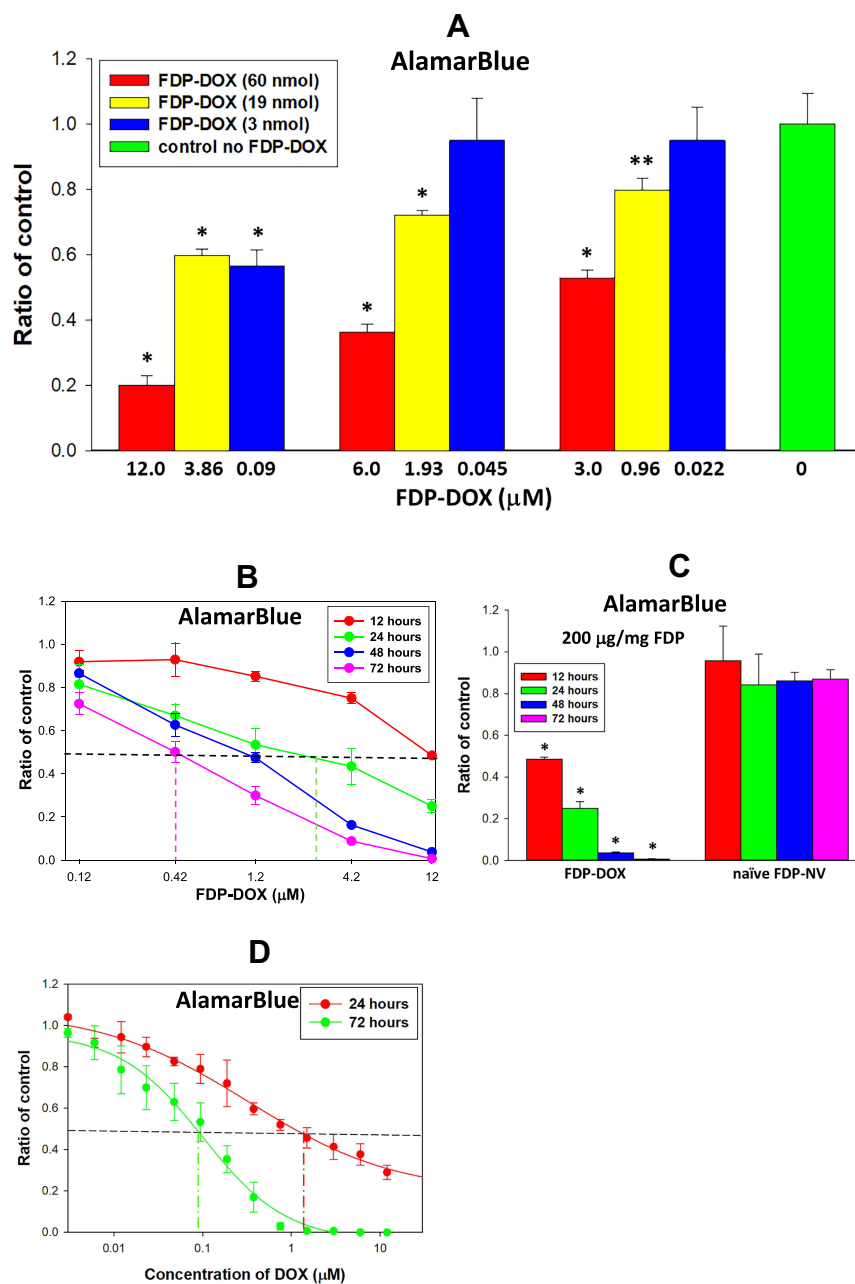 A
AlamarBlue
FDP-DOX (60 nmol)
FDP-DOX (19 nmol)
FDP-DOX (3 nmol)
control no FDP-DOX
Ratio of control
1.2
1.0
0.8
0.6
0.4
0.2
0.0
*
*
*
*
*
*
**
12.0 3.86 0.09 6.0 1.93 0.045 3.0 0.96 0.022 0
FDP-DOX (μM)
B
AlamarBlue
12 hours
24 hours
48 hours
72 hours
Ratio of control
1.2
1.0
0.8
0.6
0.4
0.2
0.0
0.12 0.42 1.2 4.2 12
FDP-DOX (μM)
C
AlamarBlue
200 μg/mg FDP
12 hours
24 hours
48 hours
72 hours
Ratio of control
1.2
1.0
0.8
0.6
0.4
0.2
0.0
*
*
*
*
FDP-DOX naïve FDP-NV
D
AlamarBlue
24 hours
72 hours
Ratio of control
1.2
1.0
0.8
0.6
0.4
0.2
0.0
0.01 0.1 1 10
Concentration of DOX (μM)